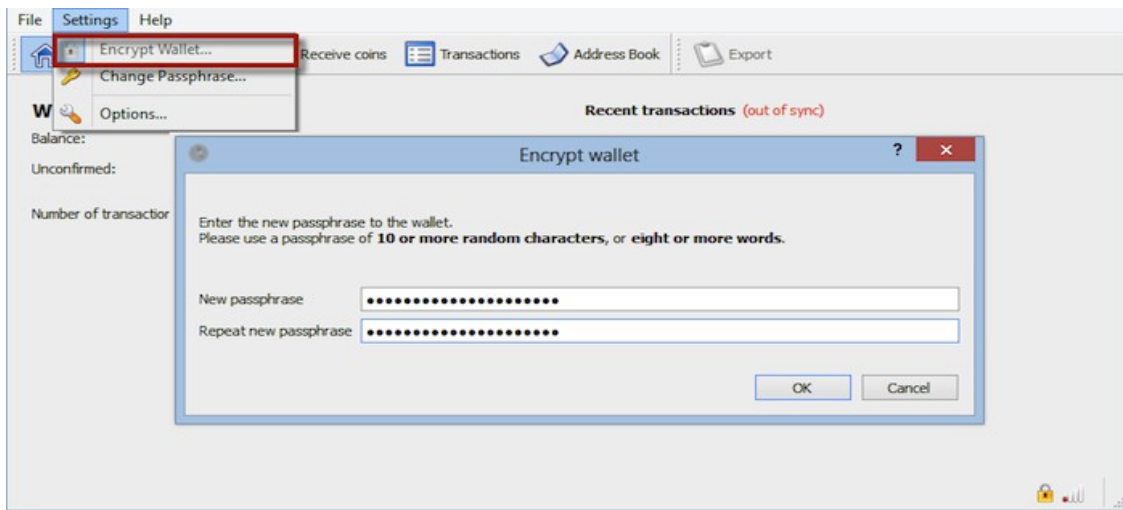 File Settings Help
Encrypt Wallet...
Receive coins Transactions Address Book Export
Change Passphrase...
W
Options...
Recent transactions (out of sync)
Balance:
Unconfirmed:
Number of transaction
Encrypt wallet ?
Enter the new passphrase to the wallet.
Please use a passphrase of 10 or more random characters, or eight or more words.
New passphrase ●●●●●●●●●●●●●●●●●●●●●
Repeat new passphrase ●●●●●●●●●●●●●●●●●●●●●
OK Cancel